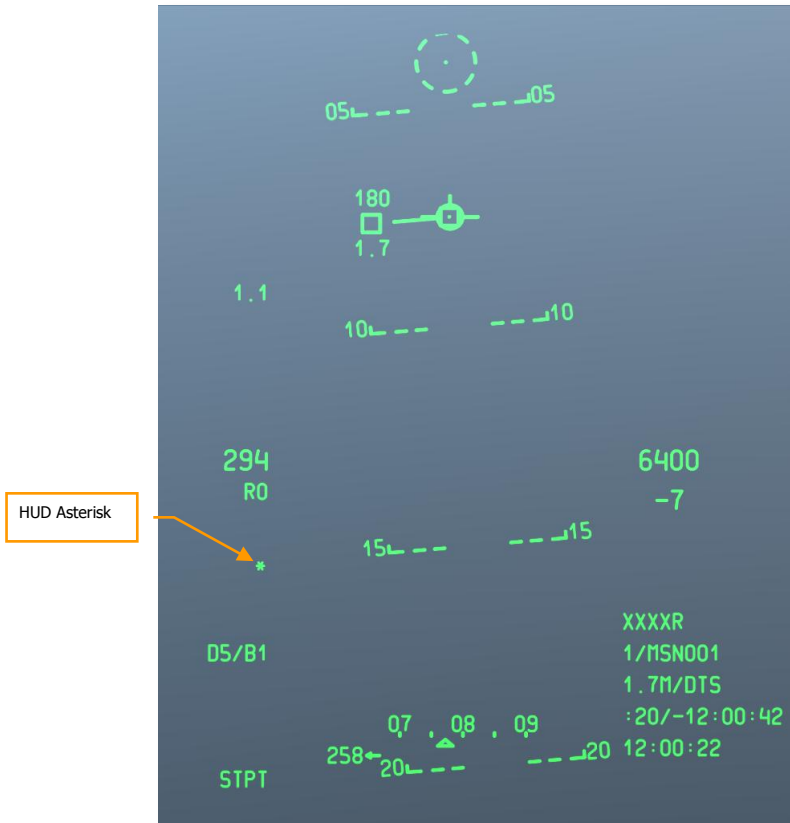 05 05
180
1.7
1.1
10 10
294 6400
R0 -7
HUD Asterisk
15 15
*
XXXXR
D5/B1 1/MSN001
1.7M/DTS
07 . 08 . 09 :20/-12:00:42
258← 20 20 12:00:22
STPT